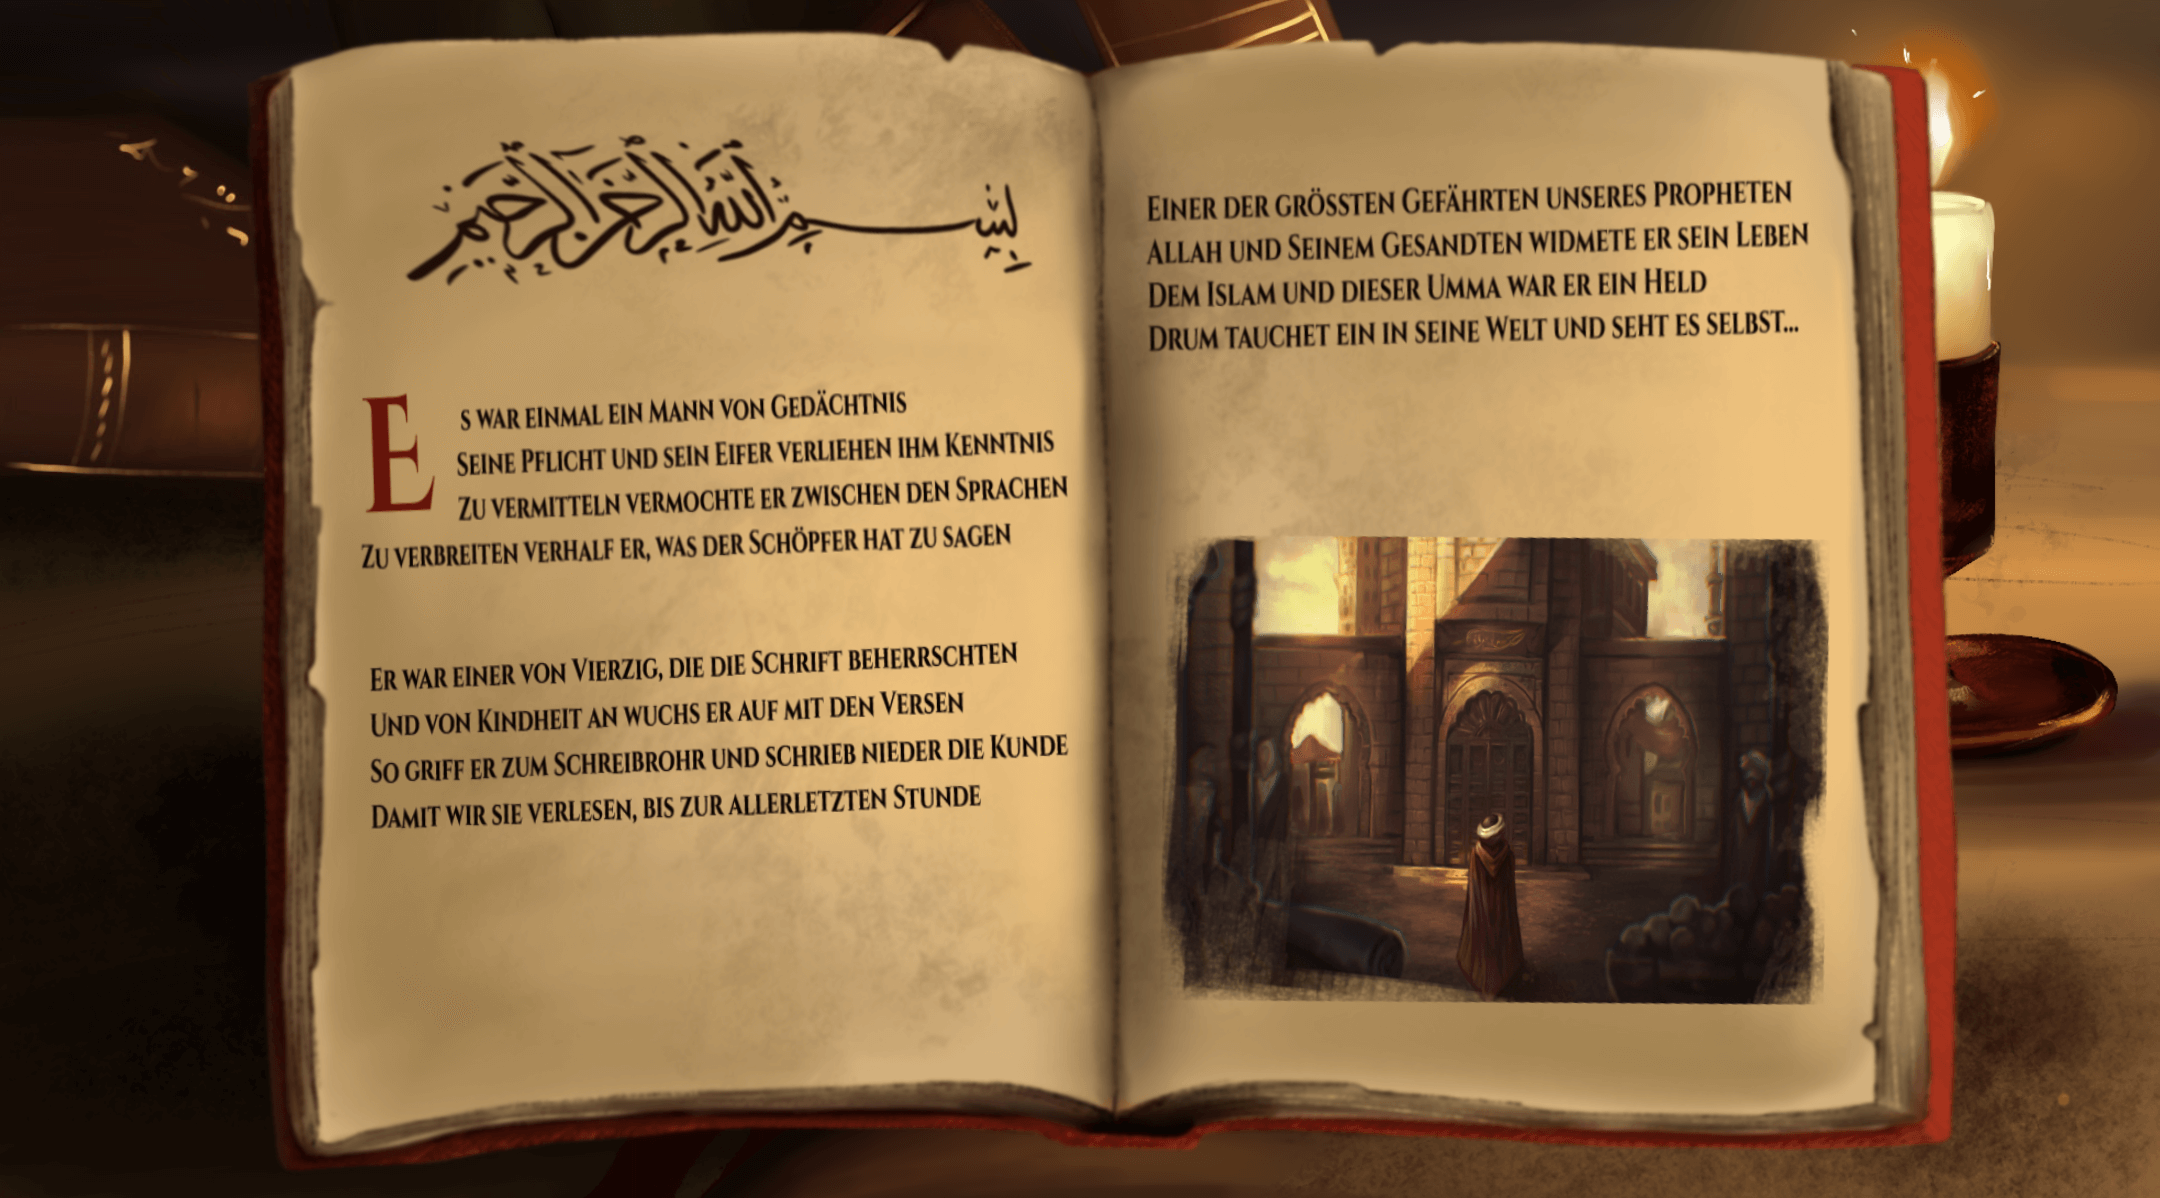 بِسْمِ اللَّهِ الرَّحْمَٰنِ الرَّحِيمِ
Es war einmal ein Mann von Gedächtnis
Seine Pflicht und sein Eifer verliehen ihm Kenntnis
Zu vermitteln vermochte er zwischen den Sprachen
Zu verbreiten verhalf er, was der Schöpfer hat zu sagen
Er war einer von Vierzig, die die Schrift beherrschten
Und von Kindheit an wuchs er auf mit den Versen
So griff er zum Schreibrohr und schrieb nieder die Kunde
Damit wir sie verlesen, bis zur allerletzten Stunde
Einer der grössten Gefährten unseres Propheten
Allah und Seinem Gesandten widmete er sein Leben
Dem Islam und dieser Umma war er ein Held
Drum tauchet ein in seine Welt und seht es selbst...